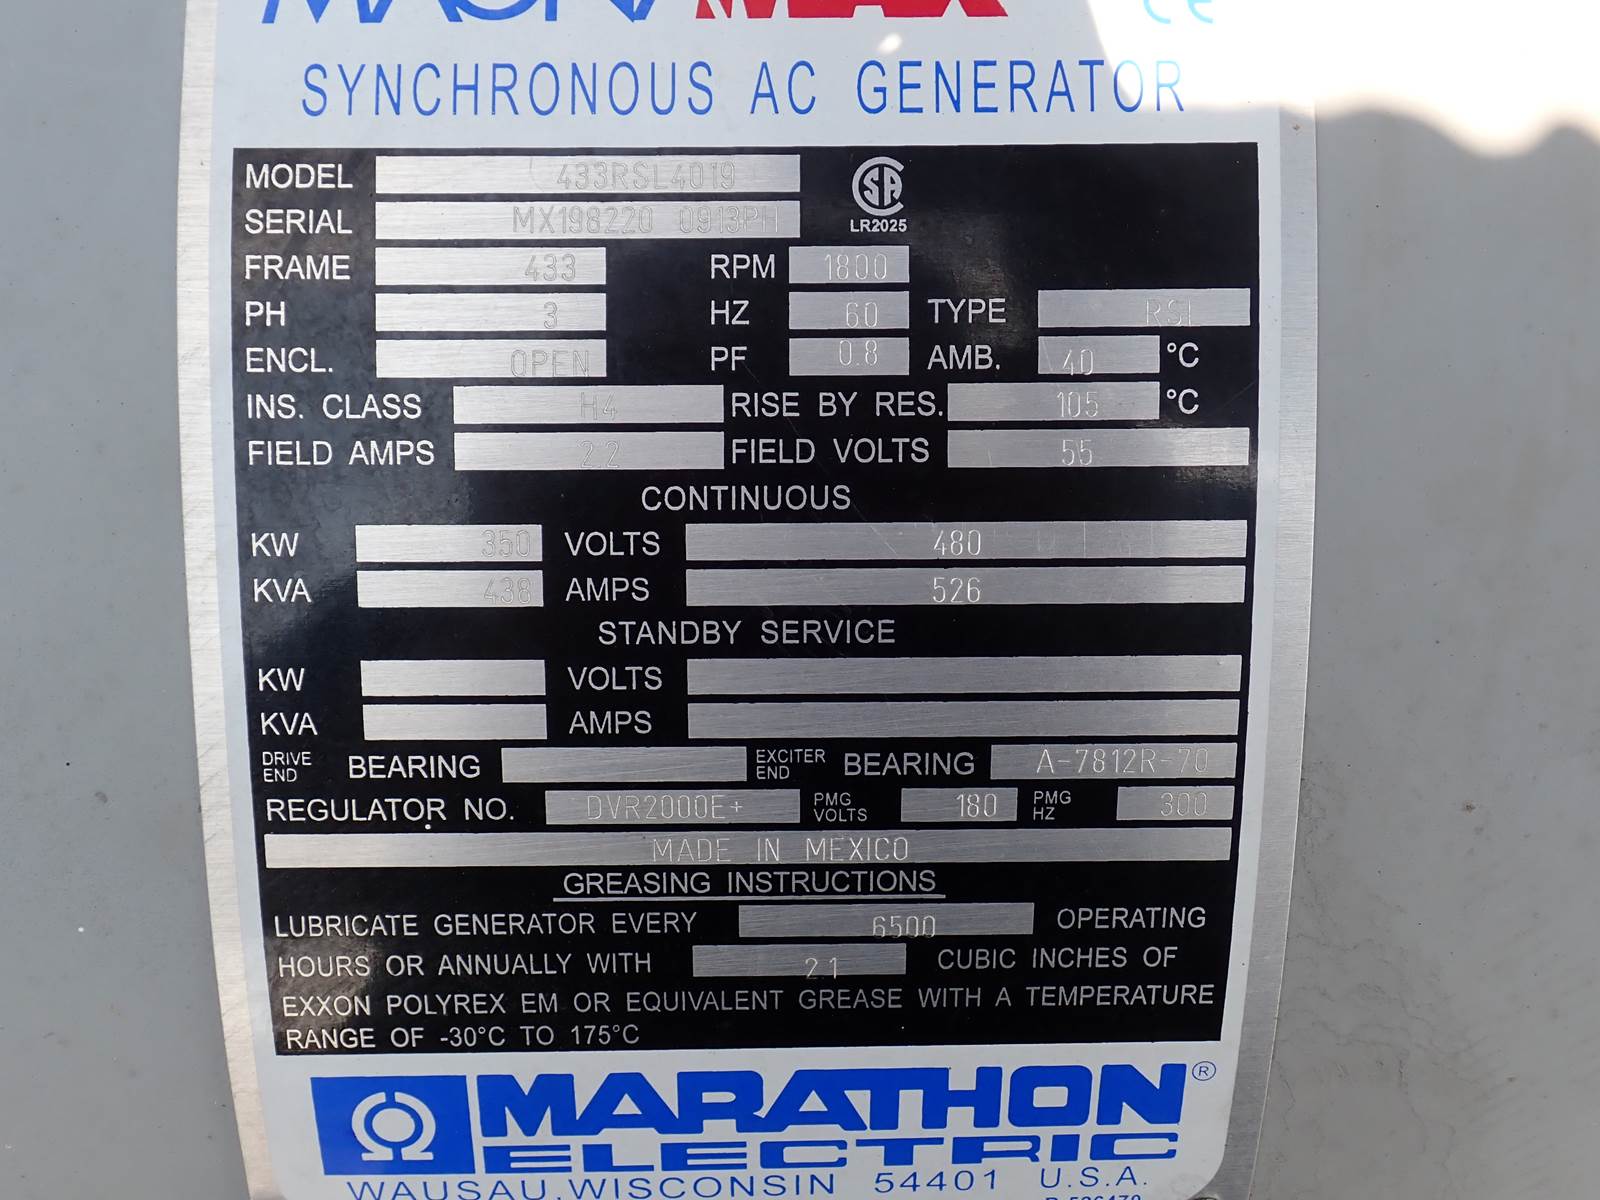 MAGNAMAX
CE
SYNCHRONOUS AC GENERATOR
MODEL 433RSL4019
LR2025
SERIAL MX198220 0913PH
FRAME 433 RPM 1800
PH 3 HZ 60 TYPE RSL
ENCL. OPEN PF 0.8 AMB. 40 °C
INS. CLASS H4 RISE BY RES. 105 °C
FIELD AMPS 2.2 FIELD VOLTS 55
CONTINUOUS
KW 350 VOLTS 480
KVA 438 AMPS 526
STANDBY SERVICE
KW VOLTS
KVA AMPS
DRIVE END BEARING EXCITER END BEARING A-7812R-70
REGULATOR NO. DVR2000E+ PMG VOLTS 180 PMG HZ 300
MADE IN MEXICO
GREASING INSTRUCTIONS
LUBRICATE GENERATOR EVERY 6500 OPERATING
HOURS OR ANNUALLY WITH 2.1 CUBIC INCHES OF
EXXON POLYREX EM OR EQUIVALENT GREASE WITH A TEMPERATURE
RANGE OF -30°C TO 175°C
MARATHON®
ELECTRIC
WAUSAU, WISCONSIN 54401 U.S.A.